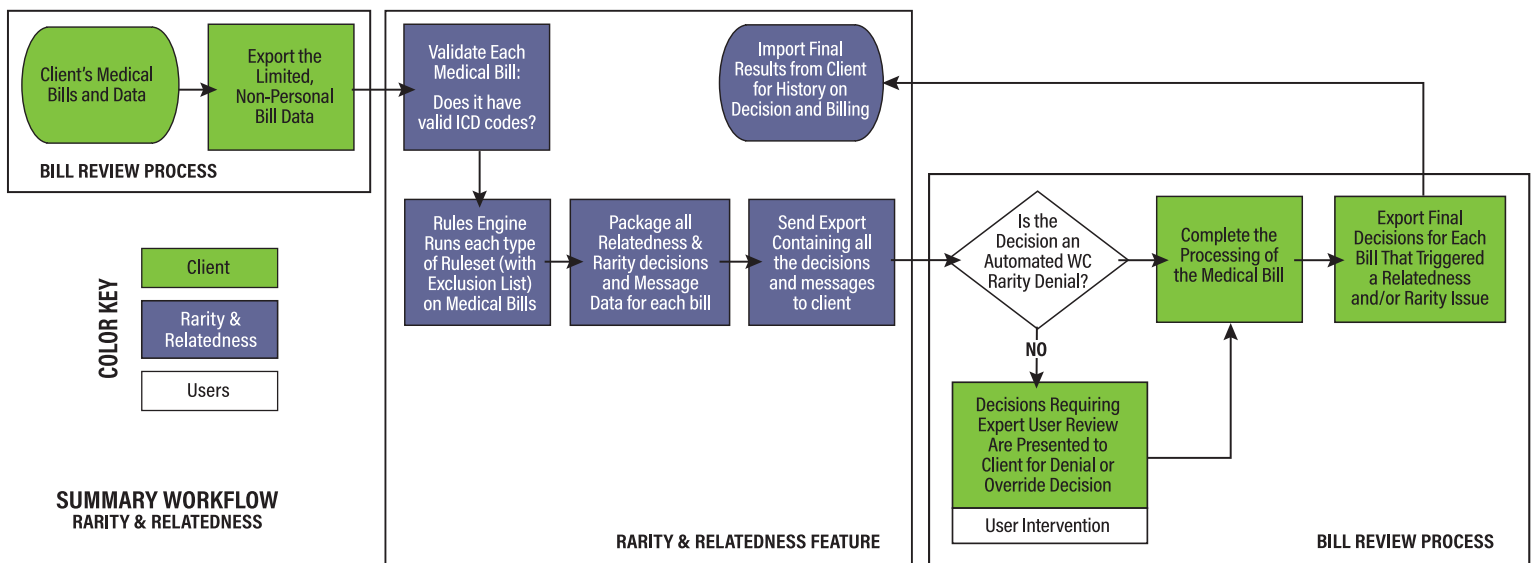 Client's Medical
Bills and Data
Export the
Limited,
Non-Personal
Bill Data
BILL REVIEW PROCESS
Validate Each
Medical Bill:
Does it have
valid ICD codes?
Import Final
Results from Client
for History on
Decision and Billing
Rules Engine
Runs each type
of Ruleset (with
Exclusion List)
on Medical Bills
Package all
Relatedness &
Rarity decisions
and Message
Data for each bill
Send Export
Containing all
the decisions
and messages
to client
RARITY & RELATEDNESS FEATURE
Is the
Decision an
Automated WC
Rarity Denial?
NO
Complete the
Processing of
the Medical Bill
Export Final
Decisions for Each
Bill That Triggered
a Relatedness
and/or Rarity Issue
Decisions Requiring
Expert User Review
Are Presented to
Client for Denial or
Override Decision
User Intervention
BILL REVIEW PROCESS
COLOR KEY
Client
Rarity &
Relatedness
Users
SUMMARY WORKFLOW
RARITY & RELATEDNESS